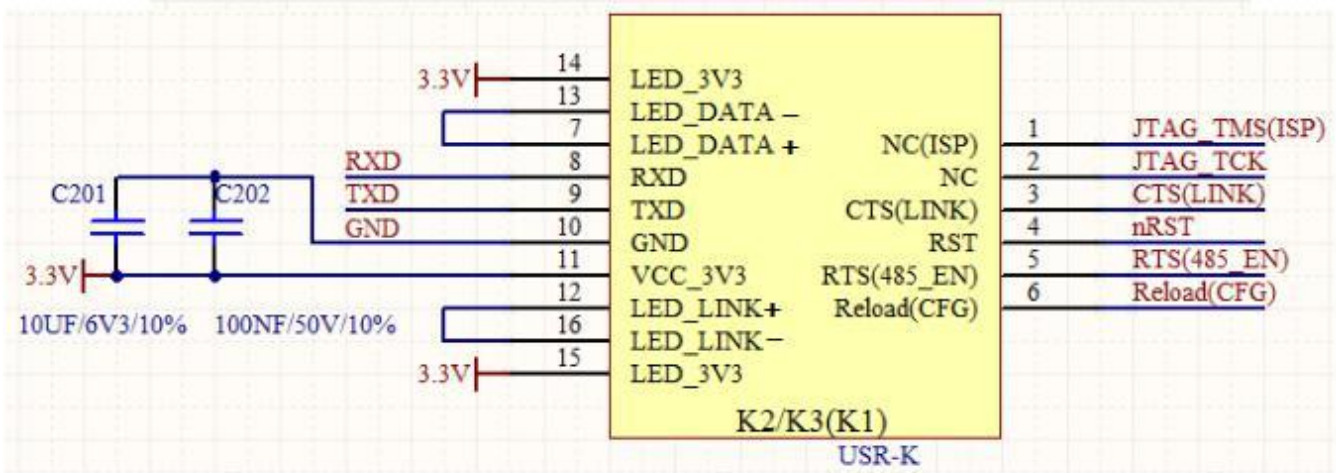 3.3V 14 LED_3V3
13 LED_DATA -
7 LED_DATA +
RXD 8 RXD
TXD 9 TXD
GND 10 GND
3.3V 11 VCC_3V3
12 LED_LINK+
16 LED_LINK-
3.3V 15 LED_3V3
C201 C202
10UF/6V3/10% 100NF/50V/10%
NC(ISP) 1 JTAG_TMS(ISP)
NC 2 JTAG_TCK
CTS(LINK) 3 CTS(LINK)
RST 4 nRST
RTS(485_EN) 5 RTS(485_EN)
Reload(CFG) 6 Reload(CFG)
K2/K3(K1)
USR-K